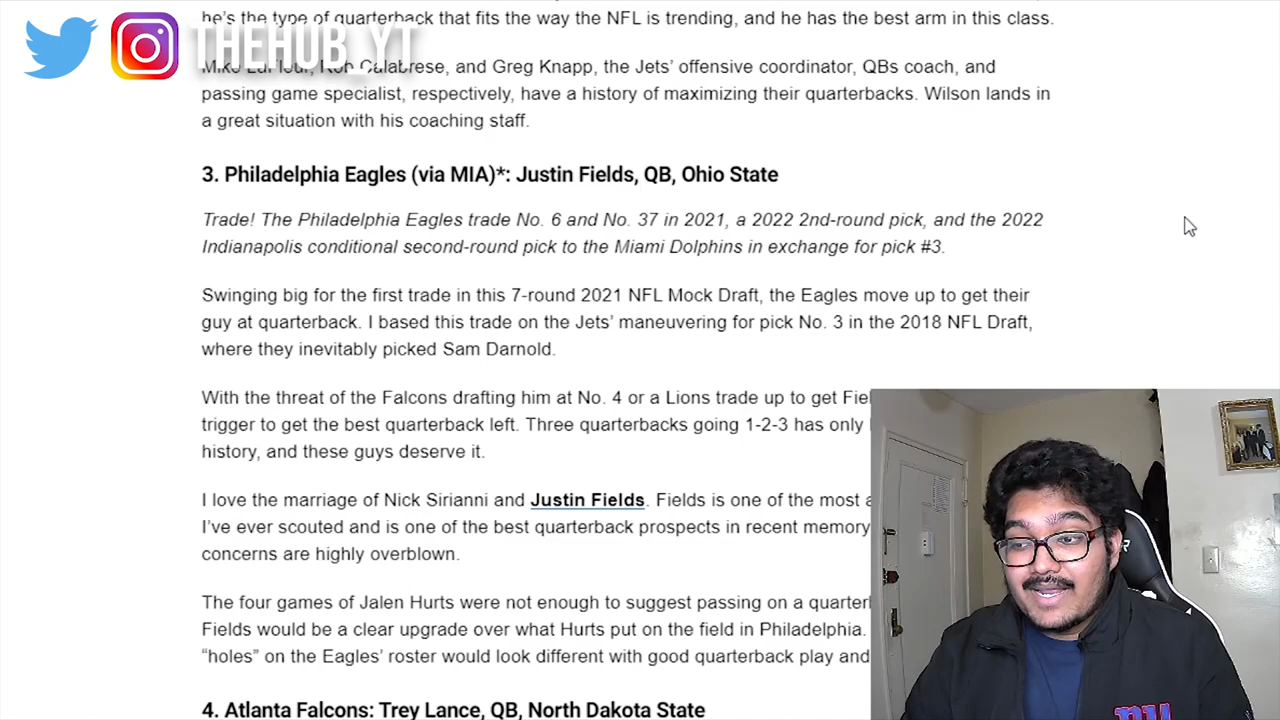 he's the type of quarterback that fits the way the NFL is trending, and he has the best arm in this class.
THEHUB_YT
Mike LaFleur, Rob Calabrese, and Greg Knapp, the Jets' offensive coordinator, QBs coach, and
passing game specialist, respectively, have a history of maximizing their quarterbacks. Wilson lands in
a great situation with his coaching staff.
3. Philadelphia Eagles (via MIA)*: Justin Fields, QB, Ohio State
Trade! The Philadelphia Eagles trade No. 6 and No. 37 in 2021, a 2022 2nd-round pick, and the 2022
Indianapolis conditional second-round pick to the Miami Dolphins in exchange for pick #3.
Swinging big for the first trade in this 7-round 2021 NFL Mock Draft, the Eagles move up to get their
guy at quarterback. I based this trade on the Jets' maneuvering for pick No. 3 in the 2018 NFL Draft,
where they inevitably picked Sam Darnold.
With the threat of the Falcons drafting him at No. 4 or a Lions trade up to get Fiel
trigger to get the best quarterback left. Three quarterbacks going 1-2-3 has only
history, and these guys deserve it.
I love the marriage of Nick Sirianni and Justin Fields. Fields is one of the most a
I've ever scouted and is one of the best quarterback prospects in recent memory
concerns are highly overblown.
The four games of Jalen Hurts were not enough to suggest passing on a quarter
Fields would be a clear upgrade over what Hurts put on the field in Philadelphia.
"holes" on the Eagles' roster would look different with good quarterback play and
4. Atlanta Falcons: Trey Lance, QB, North Dakota State